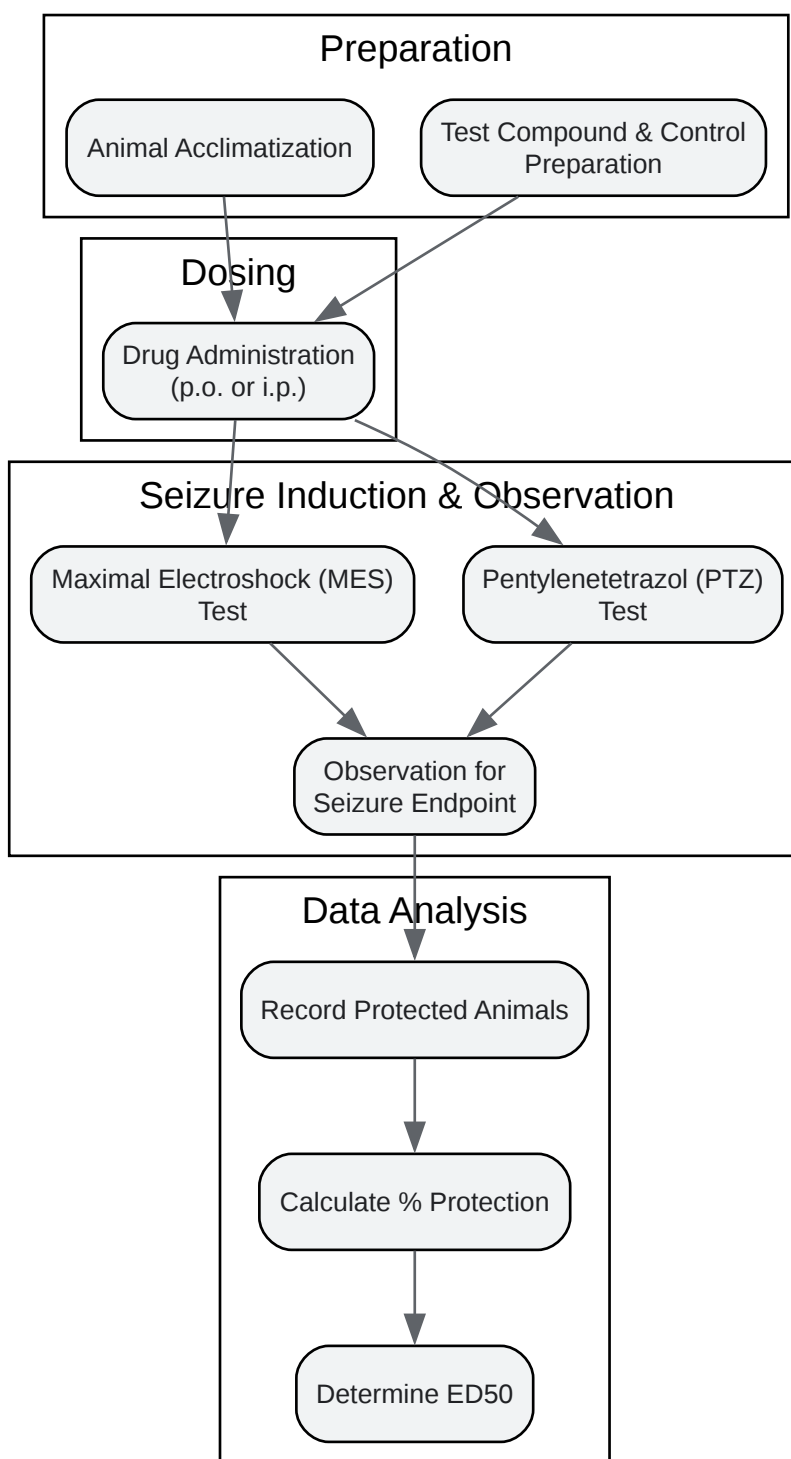 Preparation
Animal Acclimatization
Test Compound & Control
Preparation
Dosing
Drug Administration
(p.o. or i.p.)
Seizure Induction & Observation
Maximal Electroshock (MES)
Test
Pentylenetetrazol (PTZ)
Test
Observation for
Seizure Endpoint
Data Analysis
Record Protected Animals
Calculate % Protection
Determine ED50